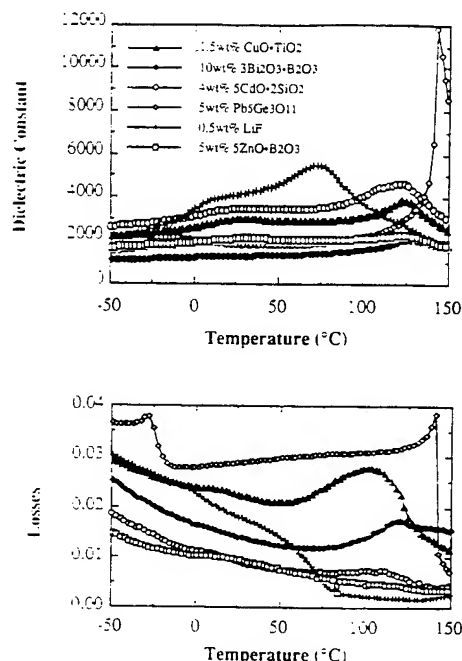 12000
10000
8000
6000
4000
2000
0
Dielectric Constant
1.5wt% CuO•TiO2
10wt% 3Bi2O3•B2O3
4wt% 5CdO•2SiO2
5wt% Pb5Ge3O11
0.5wt% LiF
5wt% 5ZnO•B2O3
-50 0 50 100 150
Temperature (°C)
0.04
0.03
0.02
0.01
0.00
Losses
-50 0 50 100 150
Temperature (°C)